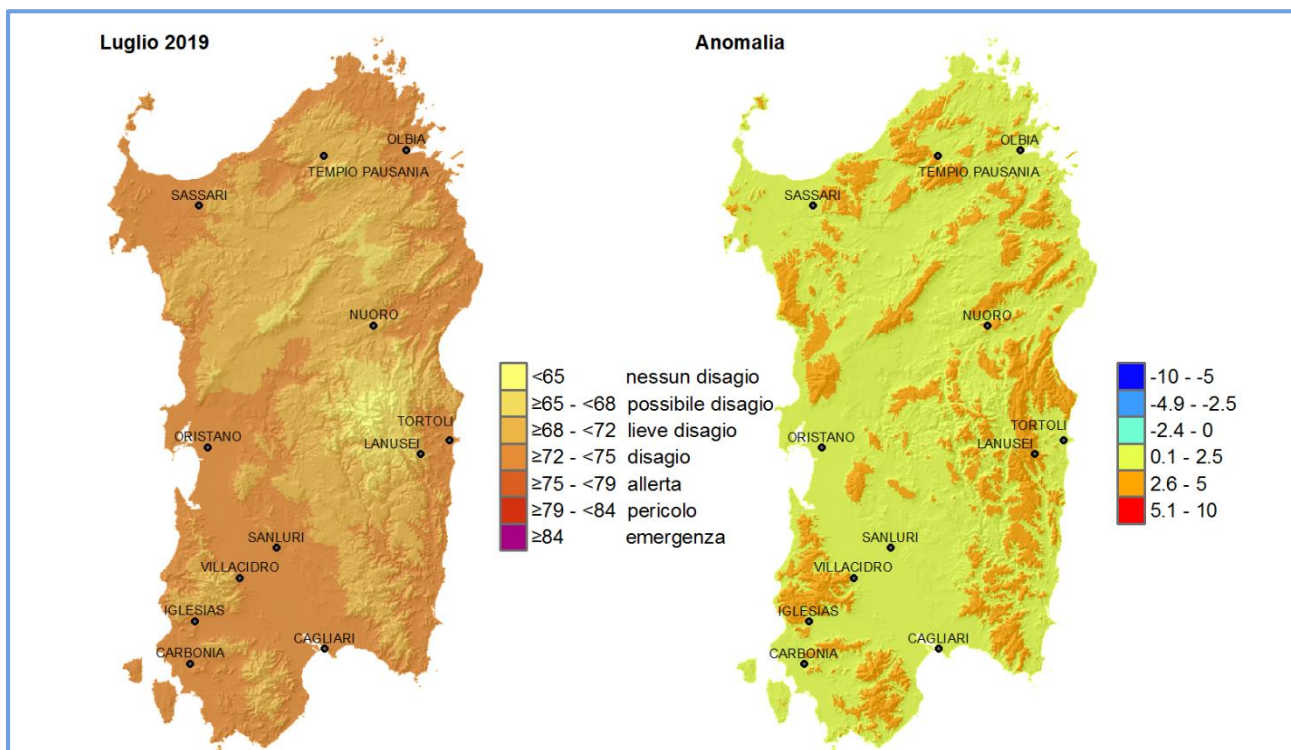 Luglio 2019
OLBIA
TEMPIO PAUSANIA
SASSARI
NUORO
TORTOLI
ORISTANO
LANUSEI
SANLURI
VILLACIDRO
IGLESIAS
CAGLIARI
CARBONIA
<65 nessun disagio
≥65 - <68 possibile disagio
≥68 - <72 lieve disagio
≥72 - <75 disagio
≥75 - <79 allerta
≥79 - <84 pericolo
≥84 emergenza
Anomalia
OLBIA
TEMPIO PAUSANIA
SASSARI
NUORO
TORTOLI
ORISTANO
LANUSEI
SANLURI
VILLACIDRO
IGLESIAS
CAGLIARI
CARBONIA
-10 - -5
-4.9 - -2.5
-2.4 - 0
0.1 - 2.5
2.6 - 5
5.1 - 10